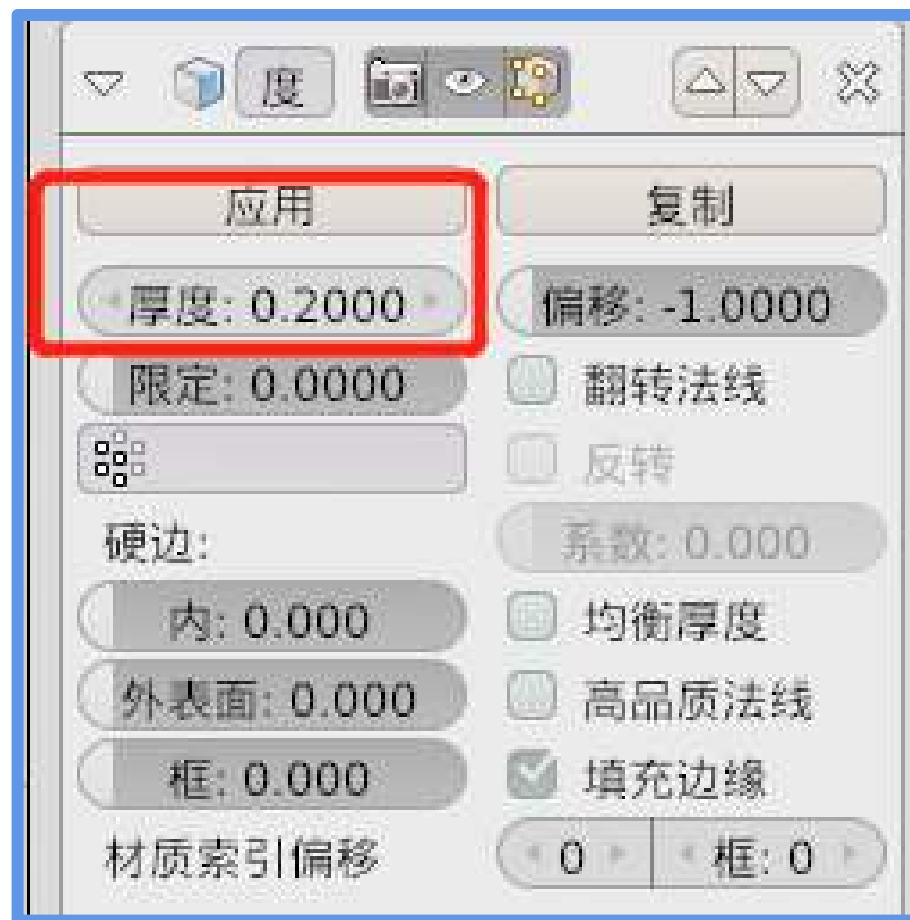 度
应用 复制
厚度: 0.2000 偏移: -1.0000
限定: 0.0000 翻转法线
反转
硬边: 系数: 0.000
内: 0.000 均衡厚度
外表面: 0.000 高品质法线
框: 0.000 填充边缘
材质索引偏移 0 框: 0